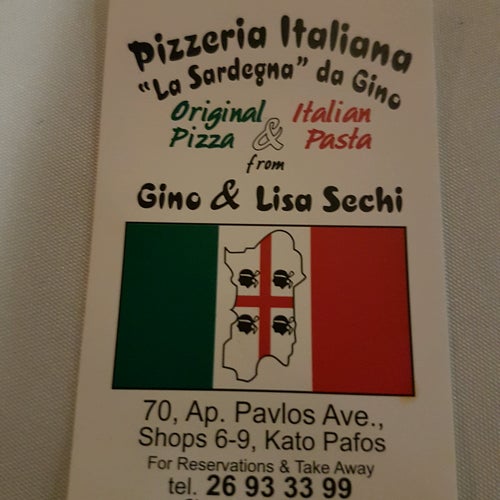 Pizzeria Italiana
"La Sardegna" da Gino
Original & Italian
Pizza Pasta
from
Gino & Lisa Sechi
70, Ap. Pavlos Ave.,
Shops 6-9, Kato Pafos
For Reservations & Take Away
tel. 26 93 33 99